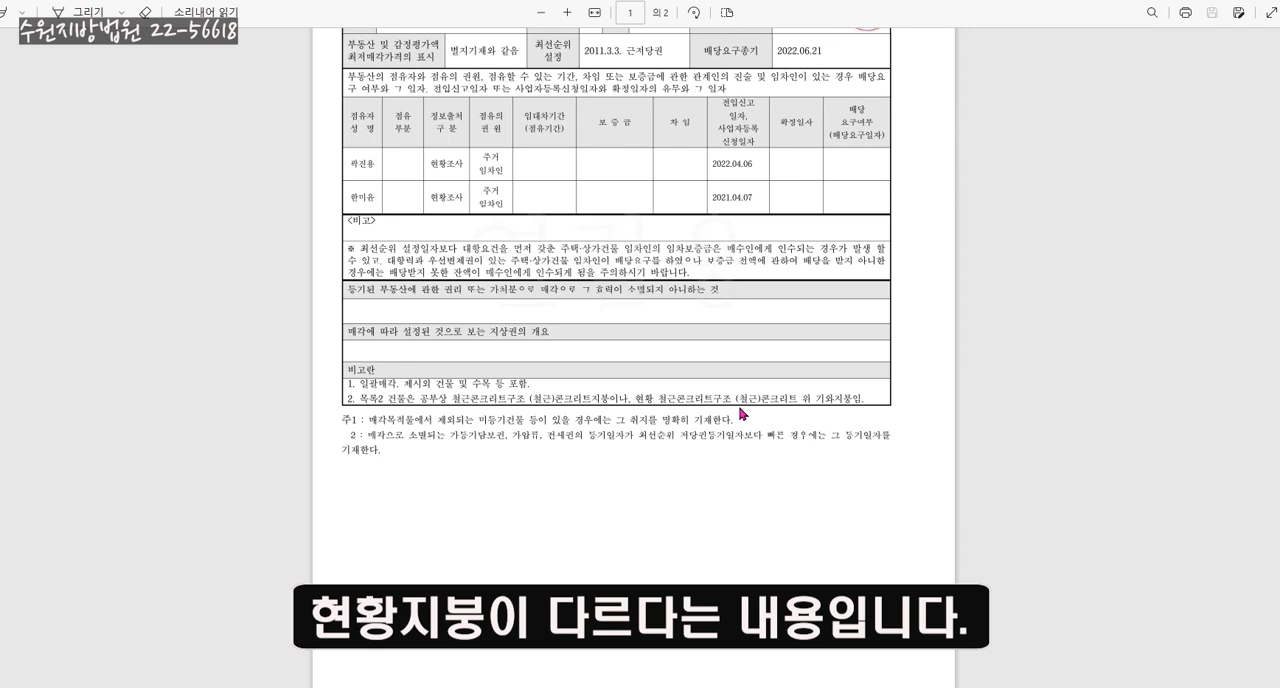 그리기
소리내어 읽기
1
의 2
수원지방법원 22-56618
부동산 및 감정평가액
최저매각가격의 표시
별지기재와 같음
최선순위
설정
2011.3.3. 근저당권
배당요구종기
2022.06.21
부동산의 점유자와 점유의 권원, 점유할 수 있는 기간, 차임 또는 보증금에 관한 관계인의 진술 및 임차인이 있는 경우 배당요
구 여부와 그 일자, 전입신고일자 또는 사업자등록신청일자와 확정일자의 유무와 그 일자
점유자
성 명
점유
부분
정보출처
구 분
점유의
권 원
임대차기간
(점유기간)
보 증 금
차 임
전입신고
일자,
사업자등록
신청일자
확정일자
배당
요구여부
(배당요구일자)
곽진용
현황조사
주거
임차인
2022.04.06
한미윤
현황조사
주거
임차인
2021.04.07
<비고>
※ 최선순위 설정일자보다 대항요건을 먼저 갖춘 주택·상가건물 임차인의 임차보증금은 매수인에게 인수되는 경우가 발생 할
수 있고, 대항력과 우선변제권이 있는 주택·상가건물 임차인이 배당요구를 하였으나 보증금 전액에 관하여 배당을 받지 아니한
경우에는 배당받지 못한 잔액이 매수인에게 인수되게 됨을 주의하시기 바랍니다.
등기된 부동산에 관한 권리 또는 가처분으로 매각으로 그 효력이 소멸되지 아니하는 것
매각에 따라 설정된 것으로 보는 지상권의 개요
비고란
1. 일괄매각. 제시외 건물 및 수목 등 포함.
2. 목록2 건물은 공부상 철근콘크리트구조 (철근)콘크리트지붕이나, 현황 철근콘크리트구조 (철근)콘크리트 위 기와지붕임.
주1 : 매각목적물에서 제외되는 미등기건물 등이 있을 경우에는 그 취지를 명확히 기재한다.
2 : 매각으로 소멸되는 가등기담보권, 가압류, 전세권의 등기일자가 최선순위 저당권등기일자보다 빠른 경우에는 그 등기일자를
기재한다.
현황지붕이 다르다는 내용입니다.